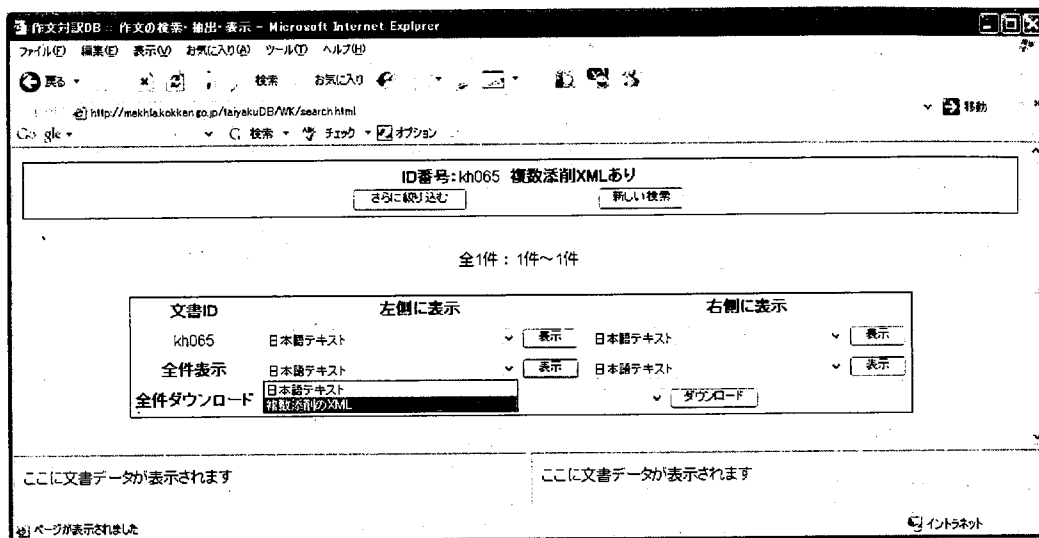 作文対訳DB :: 作文の検索・抽出・表示 - Microsoft Internet Explorer
ファイル(F) 編集(E) 表示(V) お気に入り(A) ツール(T) ヘルプ(H)
戻る 検索 お気に入り
http://makhla.kokken.go.jp/taiyakuDB/WK/search.html 移動
Go gle 検索 チェック オプション
ID番号:kh065 複数添削XMLあり
さらに絞り込む 新しい検索
全1件: 1件～1件
文書ID 左側に表示 右側に表示
kh065 日本語テキスト 表示 日本語テキスト 表示
全件表示 日本語テキスト 表示 日本語テキスト 表示
日本語テキスト
全件ダウンロード 複数添削のXML ダウンロード
ここに文書データが表示されます ここに文書データが表示されます
ページが表示されました イントラネット